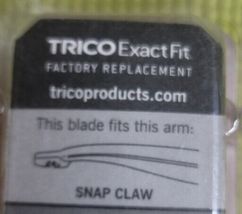 TRICO ExactFit
FACTORY REPLACEMENT
tricoproducts.com
This blade fits this arm:
SNAP CLAW